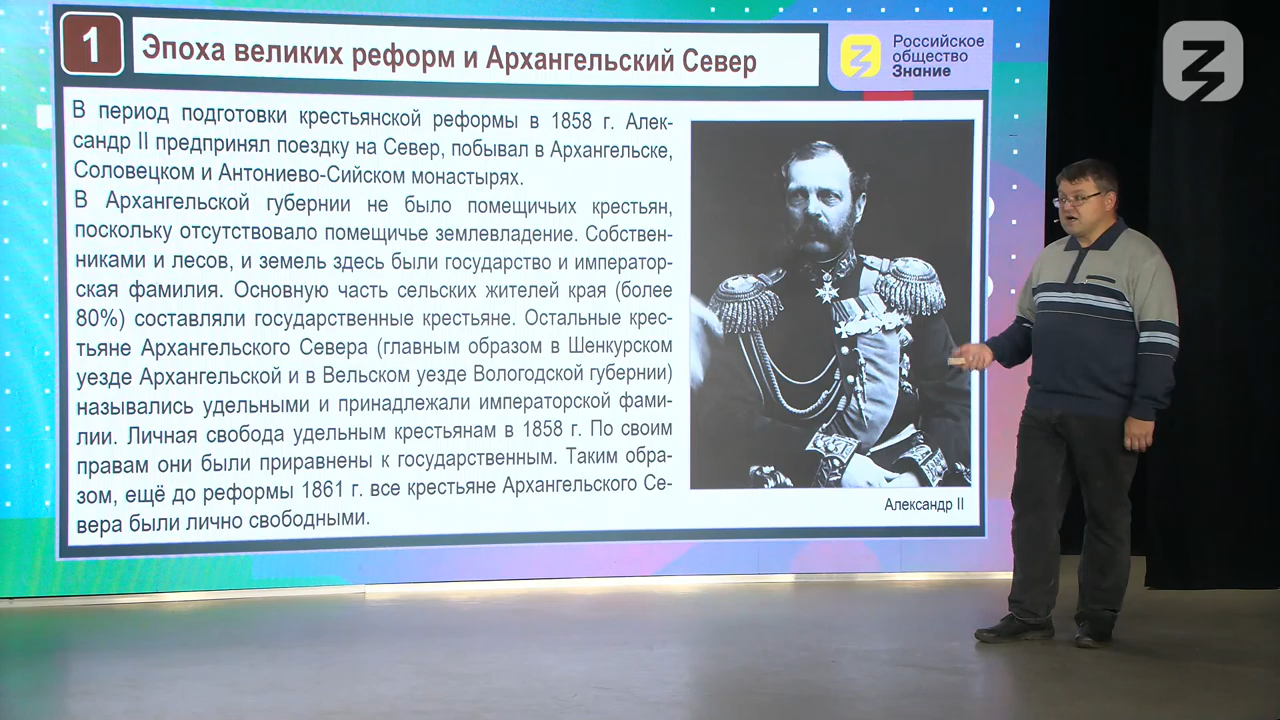 1
Эпоха великих реформ и Архангельский Север
Российское
общество
Знание
В период подготовки крестьянской реформы в 1858 г. Алек-
сандр II предпринял поездку на Север, побывал в Архангельске,
Соловецком и Антониево-Сийском монастырях.
В Архангельской губернии не было помещичьих крестьян,
поскольку отсутствовало помещичье землевладение. Собствен-
никами и лесов, и земель здесь были государство и император-
ская фамилия. Основную часть сельских жителей края (более
80%) составляли государственные крестьяне. Остальные крес-
тьяне Архангельского Севера (главным образом в Шенкурском
уезде Архангельской и в Вельском уезде Вологодской губернии)
назывались удельными и принадлежали императорской фами-
лии. Личная свобода удельным крестьянам в 1858 г. По своим
правам они были приравнены к государственным. Таким обра-
зом, ещё до реформы 1861 г. все крестьяне Архангельского Се-
вера были лично свободными.
Александр II